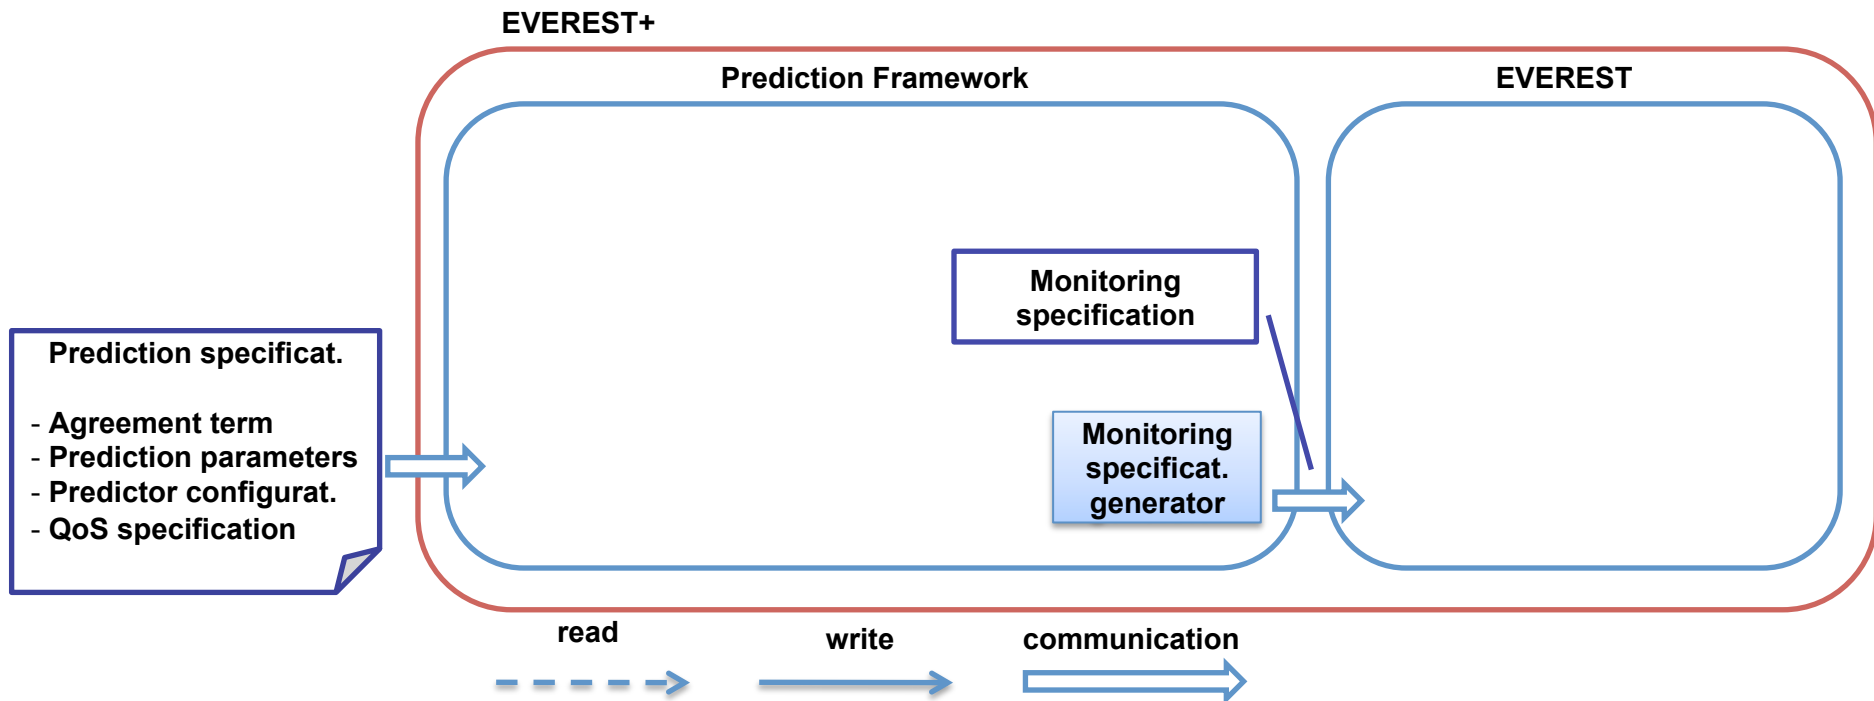 EVEREST+
Prediction Framework
EVEREST
Monitoring
specification
Prediction specificat.
- Agreement term
- Prediction parameters
- Predictor configurat.
- QoS specification
Monitoring
specificat.
generator
read
write
communication